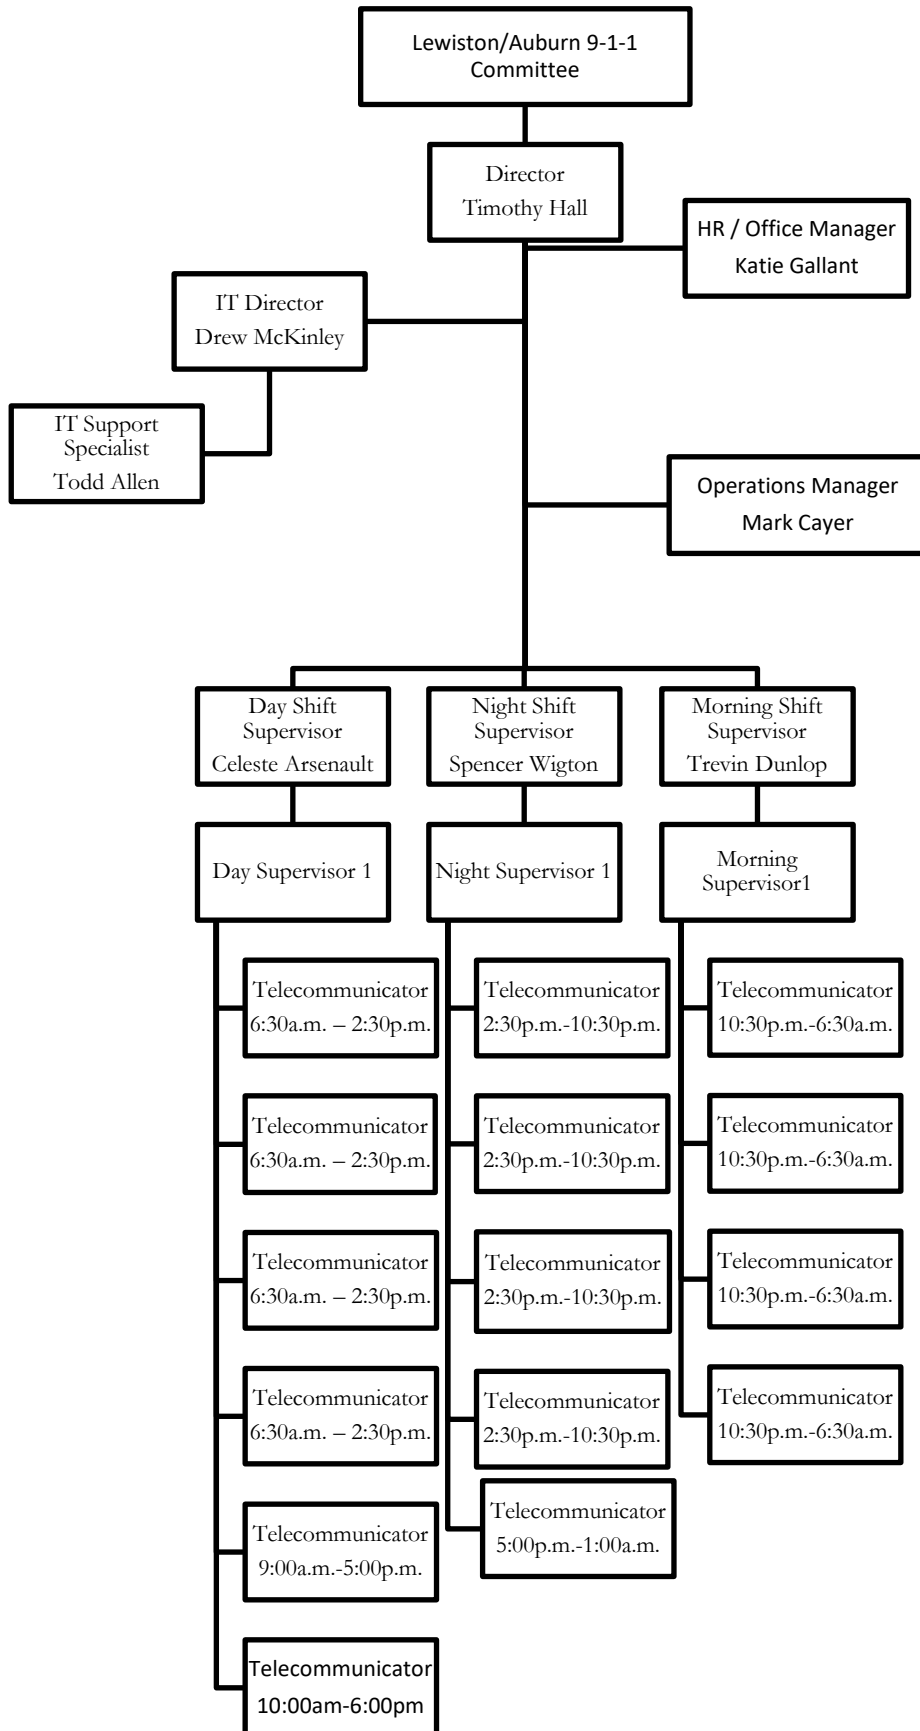 Lewiston/Auburn 9-1-1
Committee
Director
Timothy Hall
HR / Office Manager
Katie Gallant
IT Director
Drew McKinley
IT Support
Specialist
Todd Allen
Operations Manager
Mark Cayer
Day Shift
Supervisor
Celeste Arsenault
Night Shift
Supervisor
Spencer Wigton
Morning Shift
Supervisor
Trevin Dunlop
Day Supervisor 1
Night Supervisor 1
Morning
Supervisor1
Telecommunicator
6:30a.m. – 2:30p.m.
Telecommunicator
2:30p.m.-10:30p.m.
Telecommunicator
10:30p.m.-6:30a.m.
Telecommunicator
6:30a.m. – 2:30p.m.
Telecommunicator
2:30p.m.-10:30p.m.
Telecommunicator
10:30p.m.-6:30a.m.
Telecommunicator
6:30a.m. – 2:30p.m.
Telecommunicator
2:30p.m.-10:30p.m.
Telecommunicator
10:30p.m.-6:30a.m.
Telecommunicator
6:30a.m. – 2:30p.m.
Telecommunicator
2:30p.m.-10:30p.m.
Telecommunicator
10:30p.m.-6:30a.m.
Telecommunicator
9:00a.m.-5:00p.m.
Telecommunicator
5:00p.m.-1:00a.m.
Telecommunicator
10:00am-6:00pm